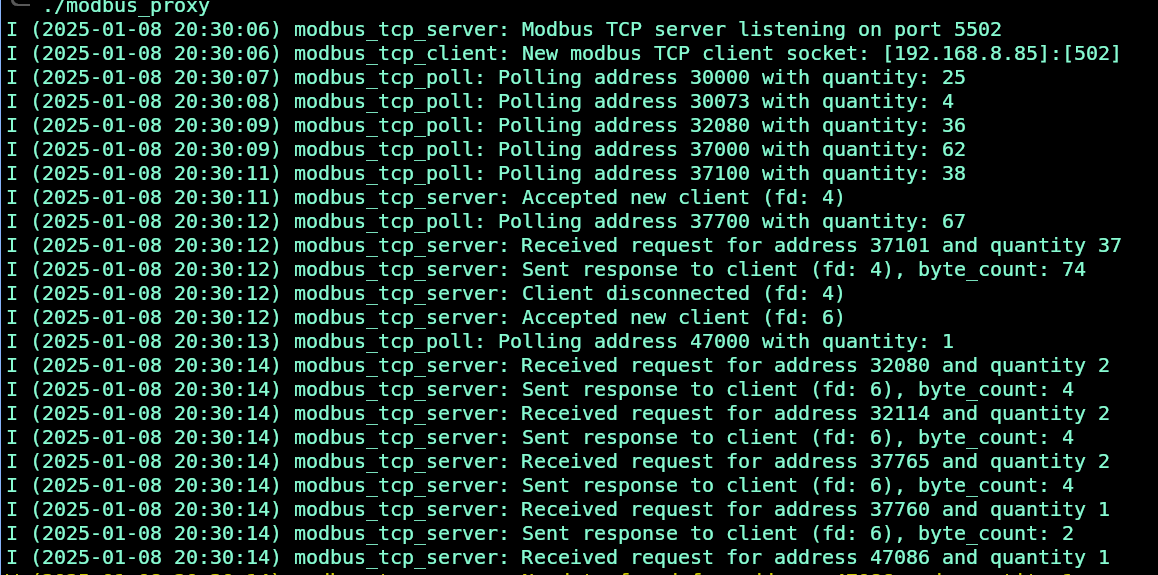 ./modbus_proxy
I (2025-01-08 20:30:06) modbus_tcp_server: Modbus TCP server listening on port 5502
I (2025-01-08 20:30:06) modbus_tcp_client: New modbus TCP client socket: [192.168.8.85]:[502]
I (2025-01-08 20:30:07) modbus_tcp_poll: Polling address 30000 with quantity: 25
I (2025-01-08 20:30:08) modbus_tcp_poll: Polling address 30073 with quantity: 4
I (2025-01-08 20:30:09) modbus_tcp_poll: Polling address 32080 with quantity: 36
I (2025-01-08 20:30:09) modbus_tcp_poll: Polling address 37000 with quantity: 62
I (2025-01-08 20:30:11) modbus_tcp_poll: Polling address 37100 with quantity: 38
I (2025-01-08 20:30:11) modbus_tcp_server: Accepted new client (fd: 4)
I (2025-01-08 20:30:12) modbus_tcp_poll: Polling address 37700 with quantity: 67
I (2025-01-08 20:30:12) modbus_tcp_server: Received request for address 37101 and quantity 37
I (2025-01-08 20:30:12) modbus_tcp_server: Sent response to client (fd: 4), byte_count: 74
I (2025-01-08 20:30:12) modbus_tcp_server: Client disconnected (fd: 4)
I (2025-01-08 20:30:12) modbus_tcp_server: Accepted new client (fd: 6)
I (2025-01-08 20:30:13) modbus_tcp_poll: Polling address 47000 with quantity: 1
I (2025-01-08 20:30:14) modbus_tcp_server: Received request for address 32080 and quantity 2
I (2025-01-08 20:30:14) modbus_tcp_server: Sent response to client (fd: 6), byte_count: 4
I (2025-01-08 20:30:14) modbus_tcp_server: Received request for address 32114 and quantity 2
I (2025-01-08 20:30:14) modbus_tcp_server: Sent response to client (fd: 6), byte_count: 4
I (2025-01-08 20:30:14) modbus_tcp_server: Received request for address 37765 and quantity 2
I (2025-01-08 20:30:14) modbus_tcp_server: Sent response to client (fd: 6), byte_count: 4
I (2025-01-08 20:30:14) modbus_tcp_server: Received request for address 37760 and quantity 1
I (2025-01-08 20:30:14) modbus_tcp_server: Sent response to client (fd: 6), byte_count: 2
I (2025-01-08 20:30:14) modbus_tcp_server: Received request for address 47086 and quantity 1